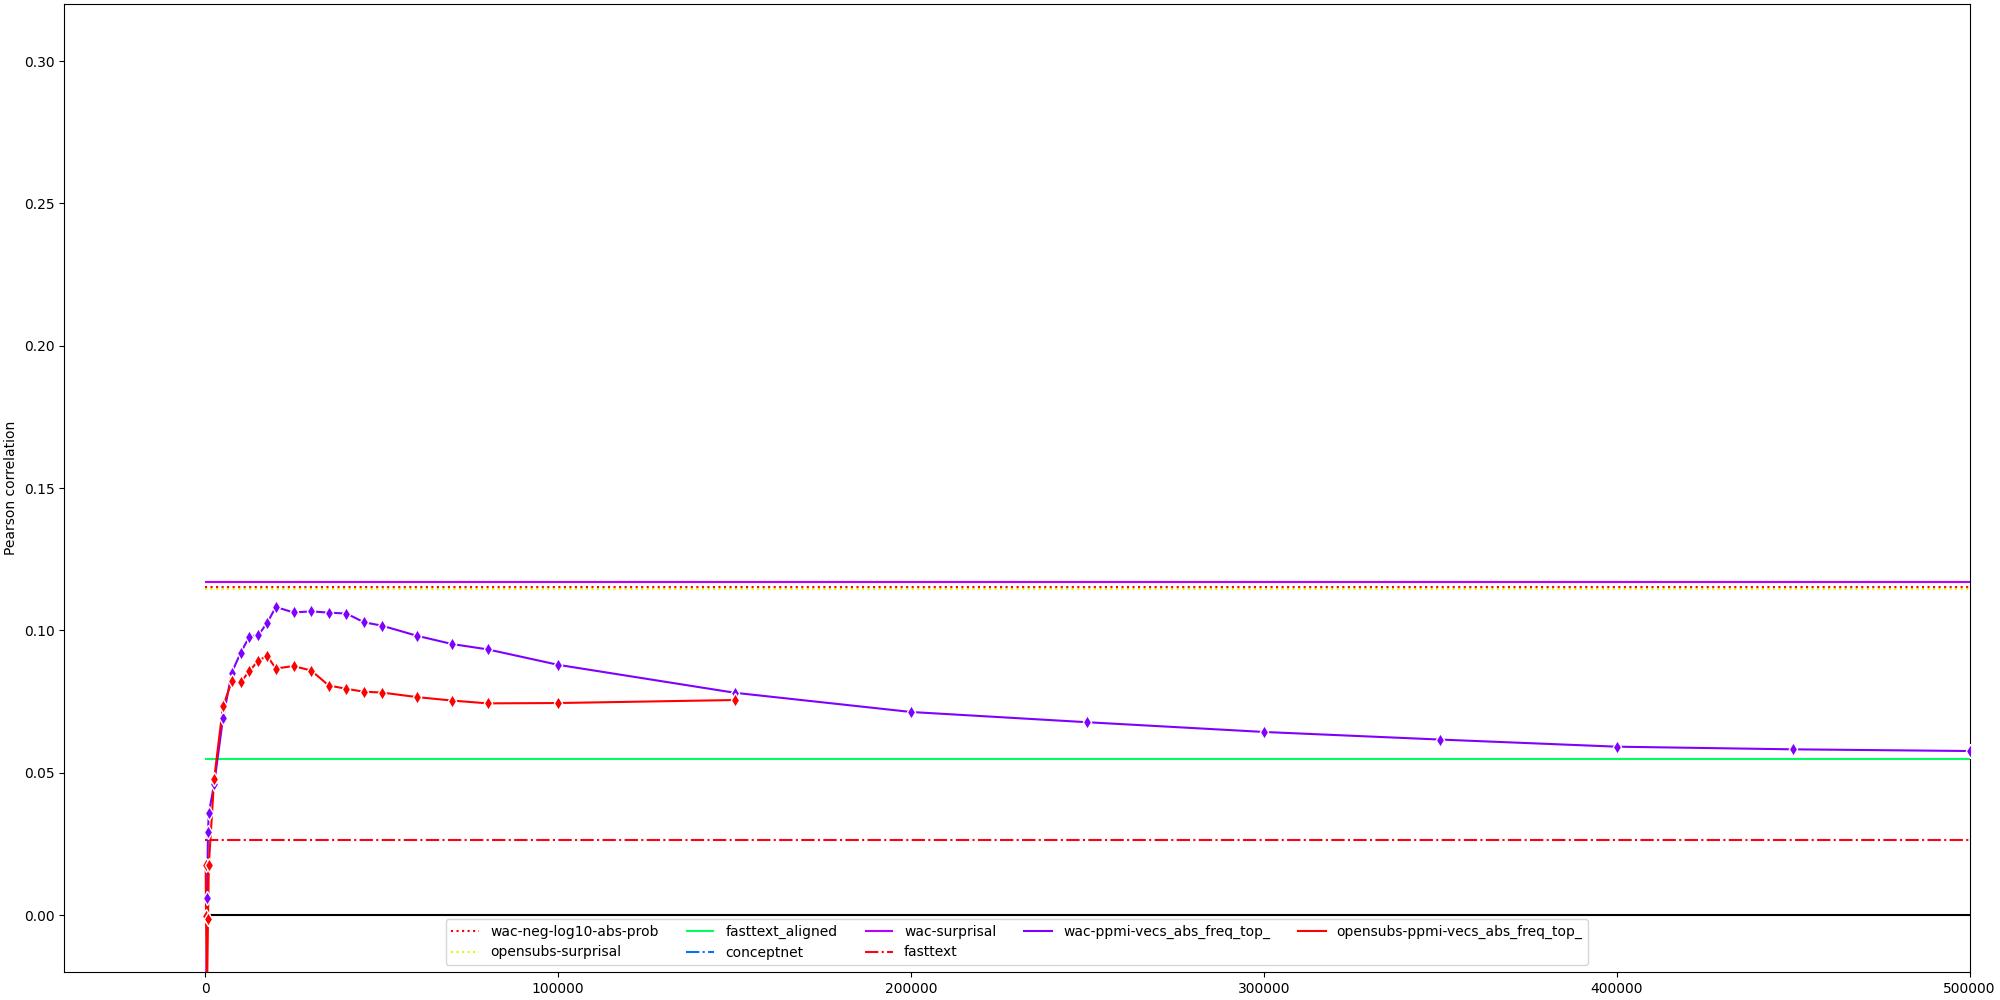 0.30
0.25
0.20
0.15
0.10
0.05
0.00
Pearson correlation
wac-neg-log10-abs-prob
opensubs-surprisal
fasttext_aligned
conceptnet
wac-surprisal
fasttext
wac-ppmi-vecs_abs_freq_top_
opensubs-ppmi-vecs_abs_freq_top_
0 100000 200000 300000 400000 500000